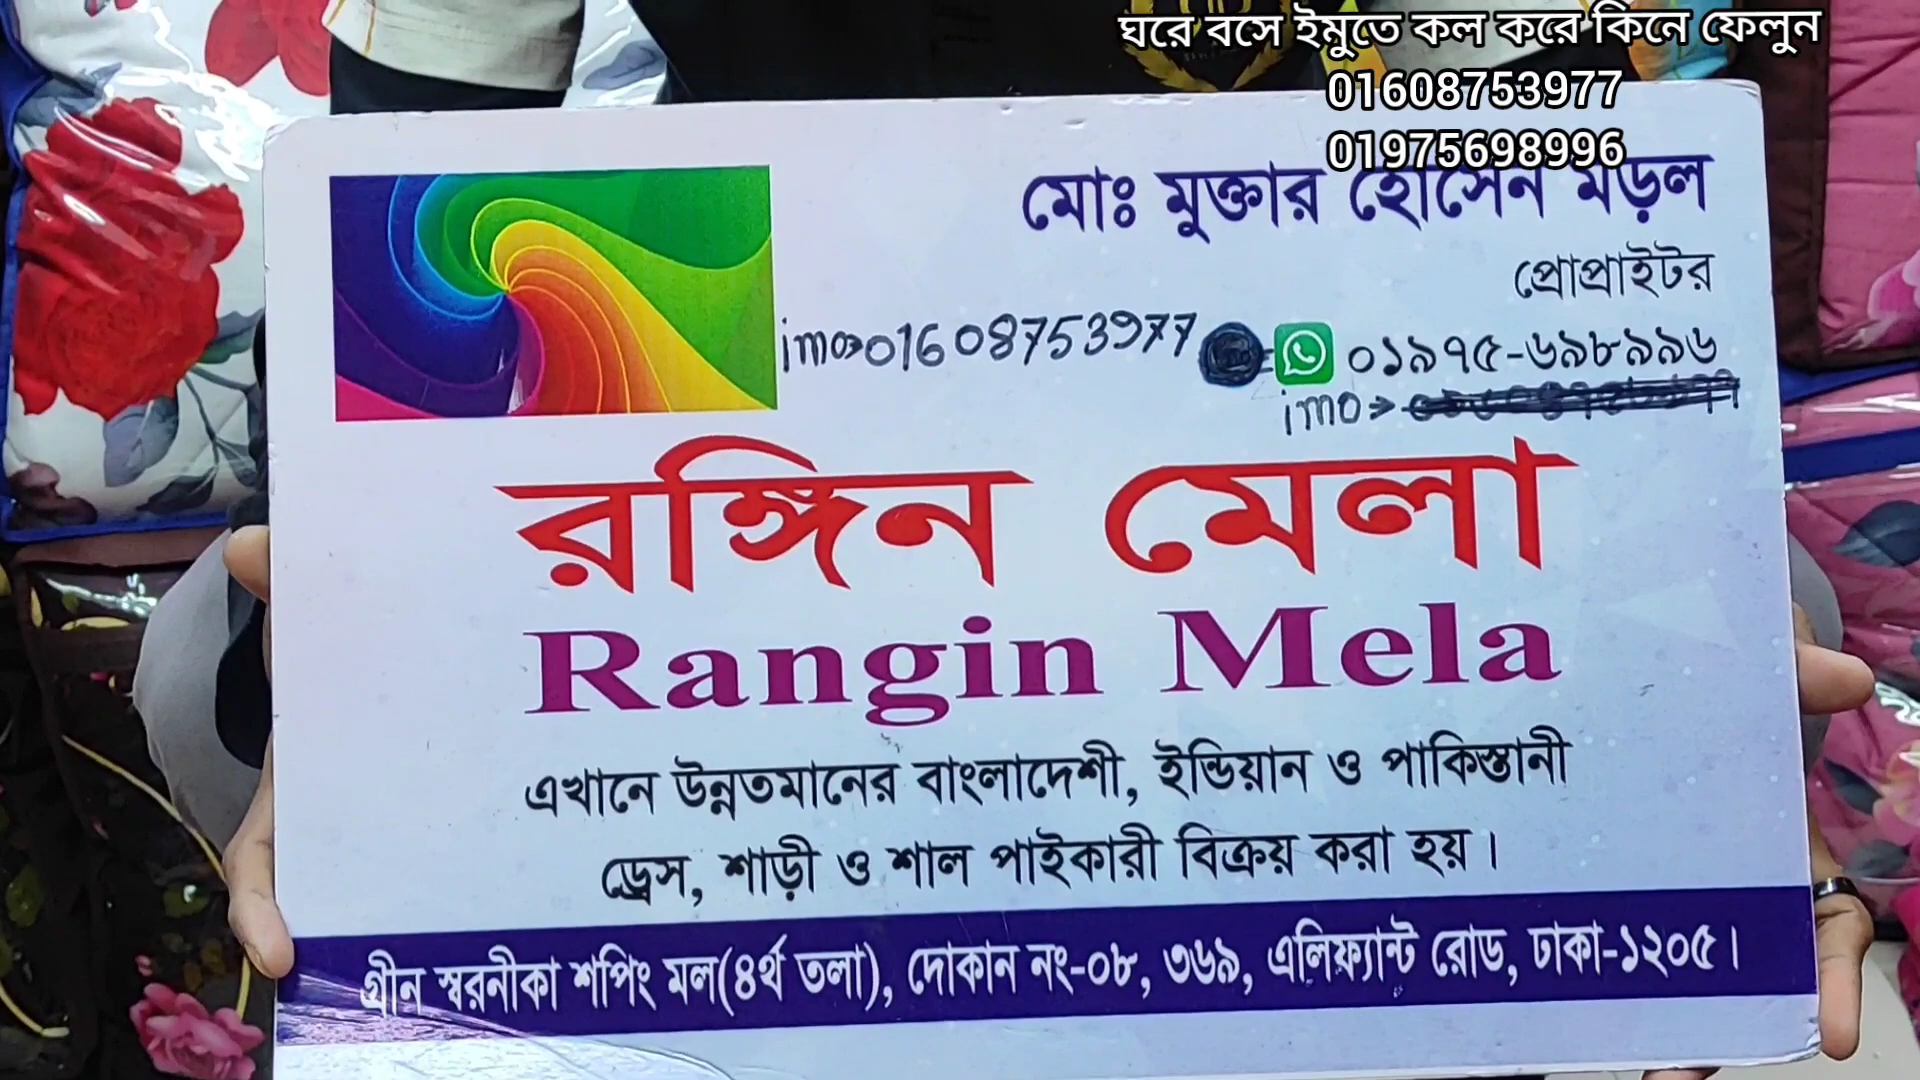 ঘরে বসে ইমুতে কল করে কিনে ফেলুন
01608753977
01975698996
মোঃ মুক্তার হোসেন মড়ল
প্রোপ্রাইটর
imo>01608753977 ০১৯৭৫-৬৯৮৯৯৬
imo>
রঙ্গিন মেলা
Rangin Mela
এখানে উন্নতমানের বাংলাদেশী, ইন্ডিয়ান ও পাকিস্তানী
ড্রেস, শাড়ী ও শাল পাইকারী বিক্রয় করা হয়।
গ্রীন স্বরনীকা শপিং মল(৪র্থ তলা), দোকান নং-০৮, ৩৬৯, এলিফ্যান্ট রোড, ঢাকা-১২০৫।